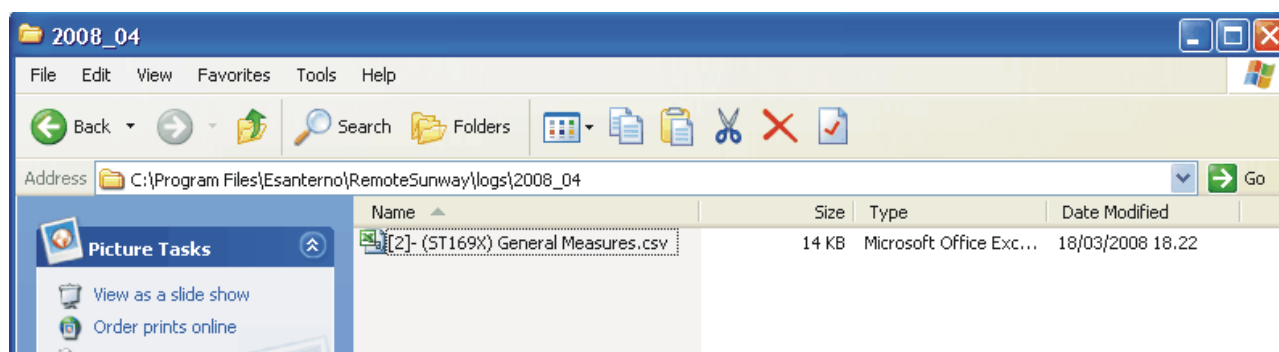 2008_04
File Edit View Favorites Tools Help
Back Search Folders
Address C:\Program Files\Esanterno\RemoteSunway\logs\2008_04 Go
Name Size Type Date Modified
Picture Tasks
[2]- (ST169X) General Measures.csv 14 KB Microsoft Office Exc... 18/03/2008 18.22
View as a slide show
Order prints online